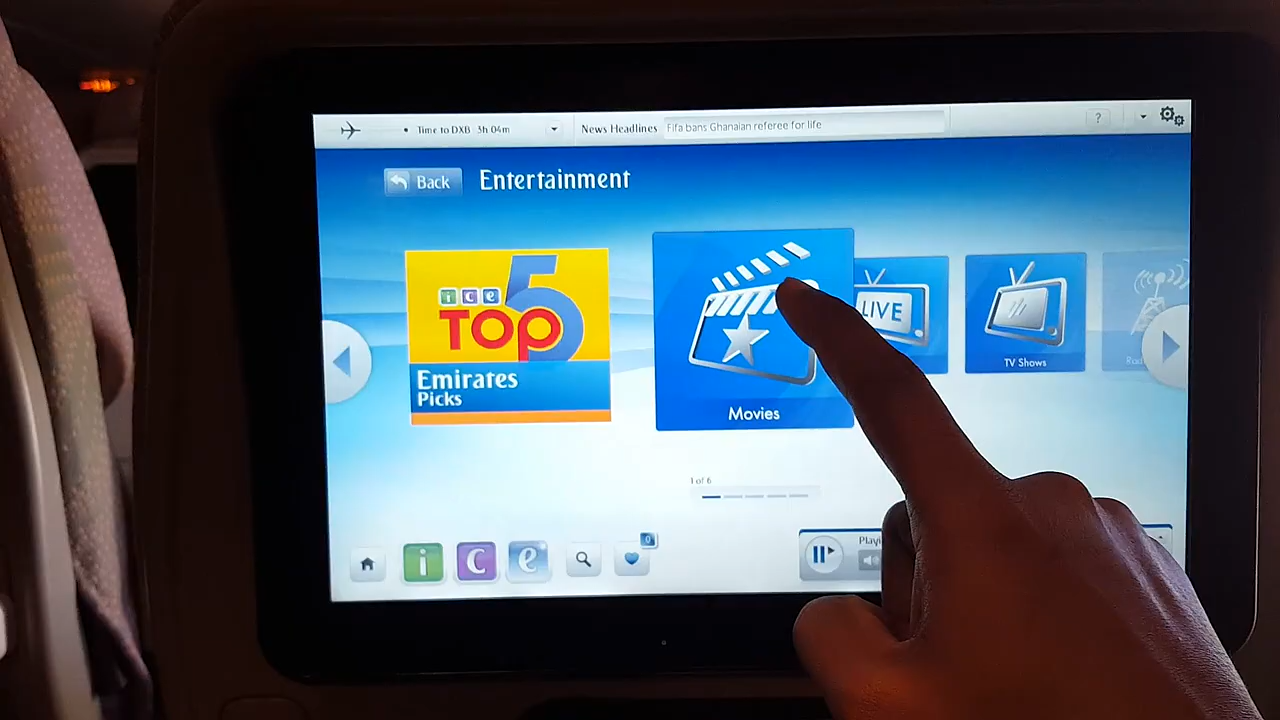 Time to DXB 3h 04m
News Headlines Fifa bans Ghanaian referee for life
?
Back
Entertainment
ice
TOP 5
Emirates
Picks
Movies
LIVE
TV Shows
1 of 6
i c e
0